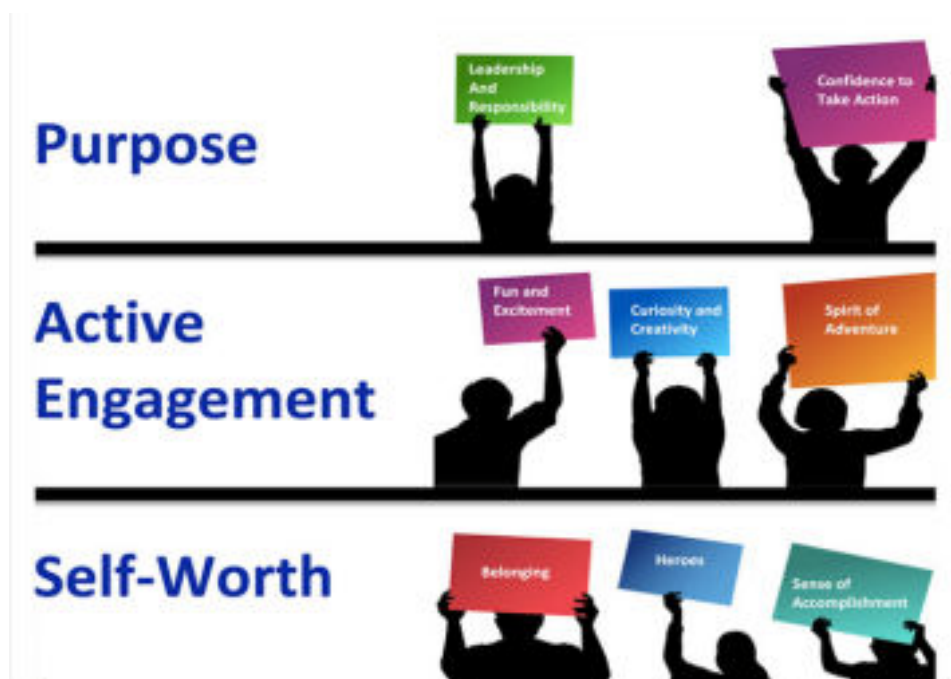 Purpose
Leadership
And
Responsibility
Confidence to
Take Action
Active
Engagement
Fun and
Excitement
Curiosity and
Creativity
Spirit of
Adventure
Self-Worth
Belonging
Heroes
Sense of
Accomplishment